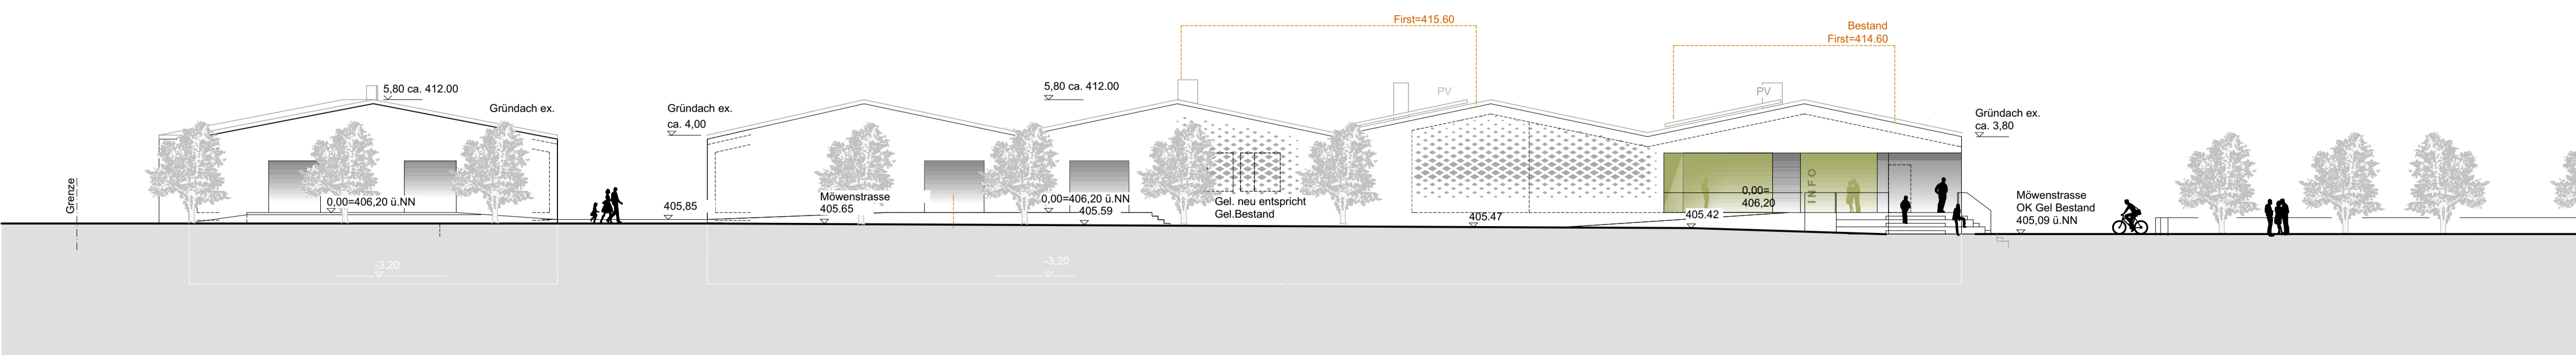 Grenze
5,80 ca. 412.00
Gründach ex.
0,00=406,20 ü.NN
-3,20
Gründach ex.
ca. 4,00
405,85
Möwenstrasse
405.65
5,80 ca. 412.00
0,00=406,20 ü.NN
405.59
-3,20
Gel. neu entspricht
Gel.Bestand
First=415.60
PV
405.47
Bestand
First=414.60
PV
405.42
0,00=
406,20
INFO
Gründach ex.
ca. 3,80
Möwenstrasse
OK Gel Bestand
405,09 ü.NN